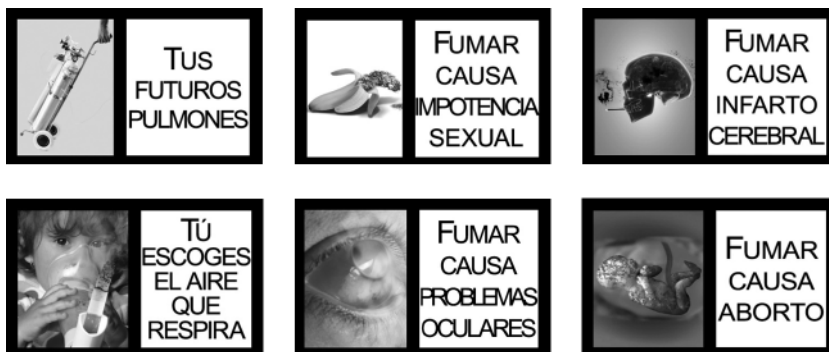 TUS
FUTUROS
PULMONES
FUMAR
CAUSA
IMPOTENCIA
SEXUAL
FUMAR
CAUSA
INFARTO
CEREBRAL
TÚ
ESCOGES
EL AIRE
QUE
RESPIRA
FUMAR
CAUSA
PROBLEMAS
OCULARES
FUMAR
CAUSA
ABORTO